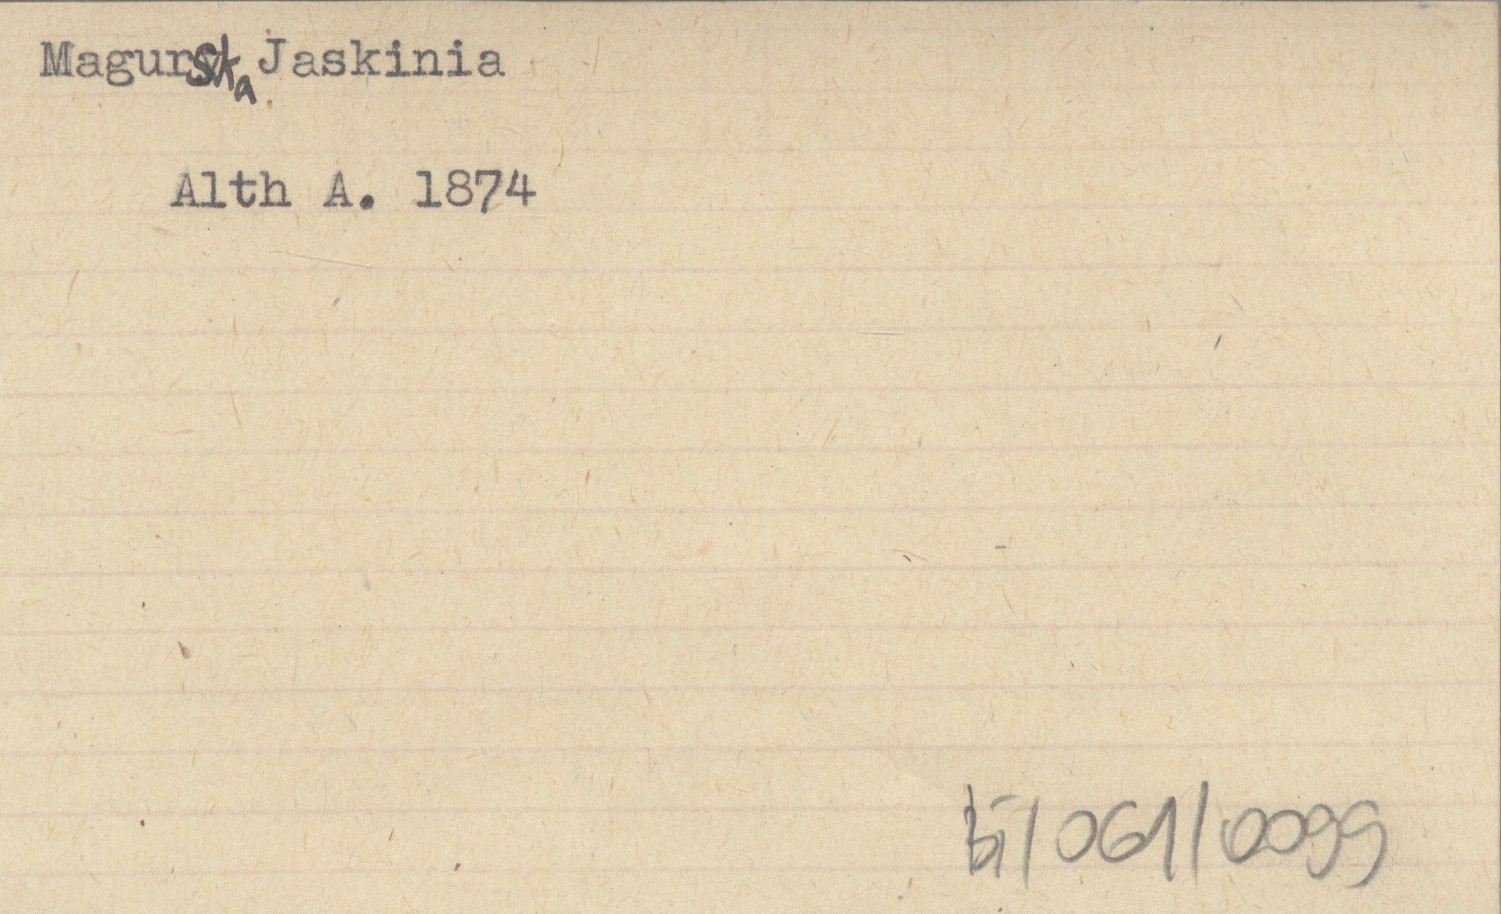 Magurska Jaskinia
Alth A. 1874
bi/061/0099